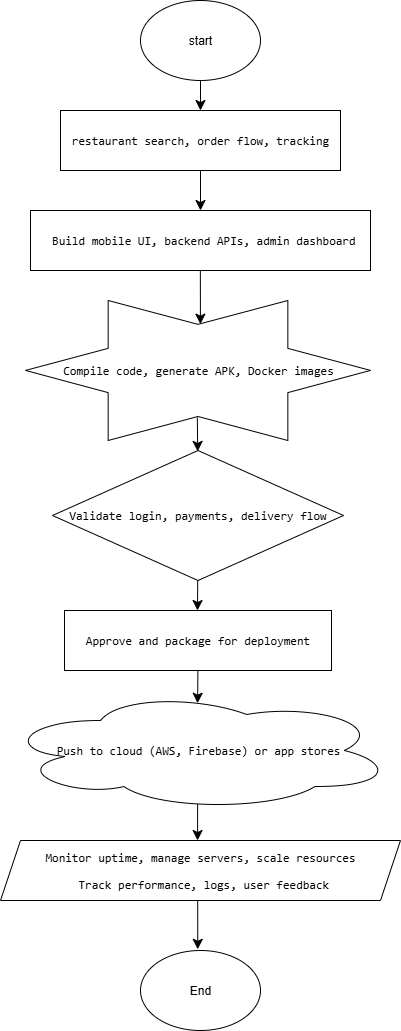 start
restaurant search, order flow, tracking
Build mobile UI, backend APIs, admin dashboard
Compile code, generate APK, Docker images
Validate login, payments, delivery flow
Approve and package for deployment
Push to cloud (AWS, Firebase) or app stores
Monitor uptime, manage servers, scale resources
Track performance, logs, user feedback
End